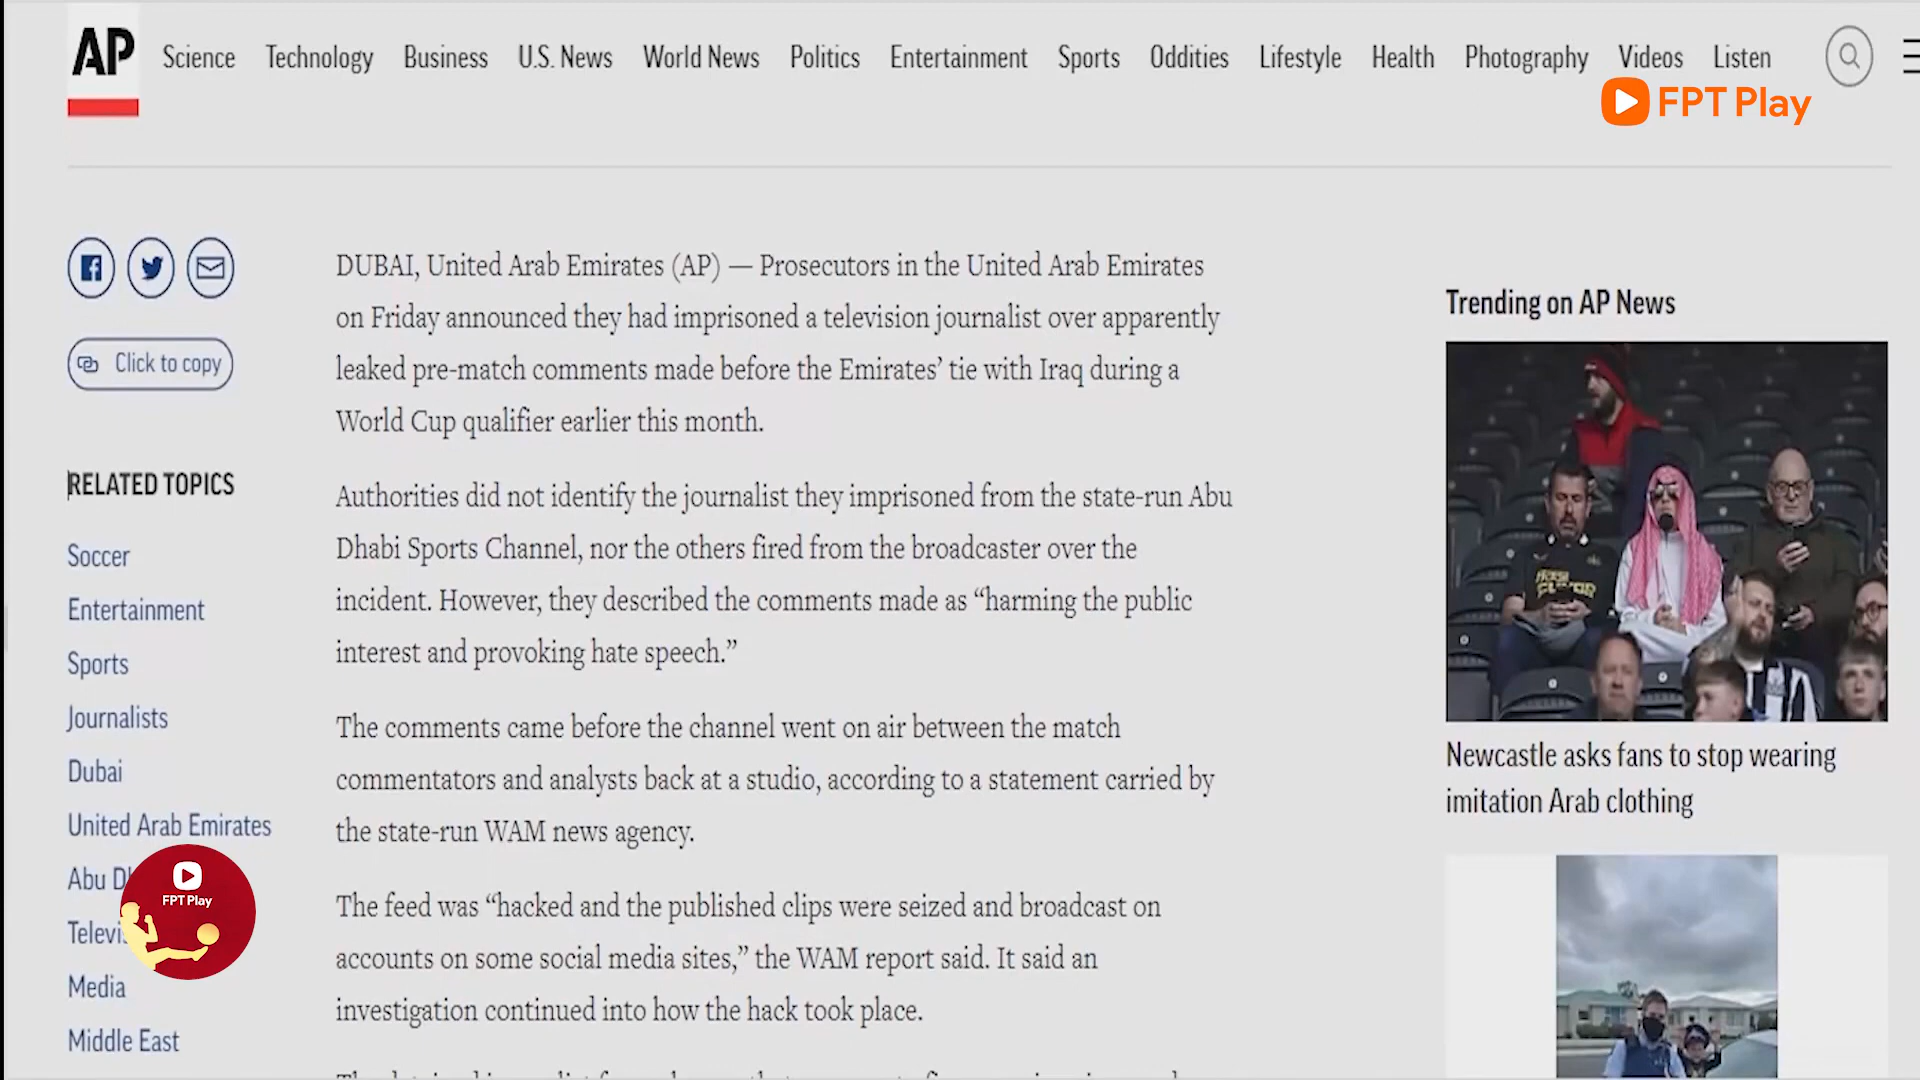 AP
Science Technology Business U.S. News World News Politics Entertainment Sports Oddities Lifestyle Health Photography Videos Listen
FPT Play
Click to copy
RELATED TOPICS
Soccer
Entertainment
Sports
Journalists
Dubai
United Arab Emirates
Abu
Media
Middle East
FPT Play
DUBAI, United Arab Emirates (AP) — Prosecutors in the United Arab Emirates
on Friday announced they had imprisoned a television journalist over apparently
leaked pre-match comments made before the Emirates’ tie with Iraq during a
World Cup qualifier earlier this month.
Authorities did not identify the journalist they imprisoned from the state-run Abu
Dhabi Sports Channel, nor the others fired from the broadcaster over the
incident. However, they described the comments made as “harming the public
interest and provoking hate speech.”
The comments came before the channel went on air between the match
commentators and analysts back at a studio, according to a statement carried by
the state-run WAM news agency.
The feed was “hacked and the published clips were seized and broadcast on
accounts on some social media sites,” the WAM report said. It said an
investigation continued into how the hack took place.
Trending on AP News
Newcastle asks fans to stop wearing
imitation Arab clothing